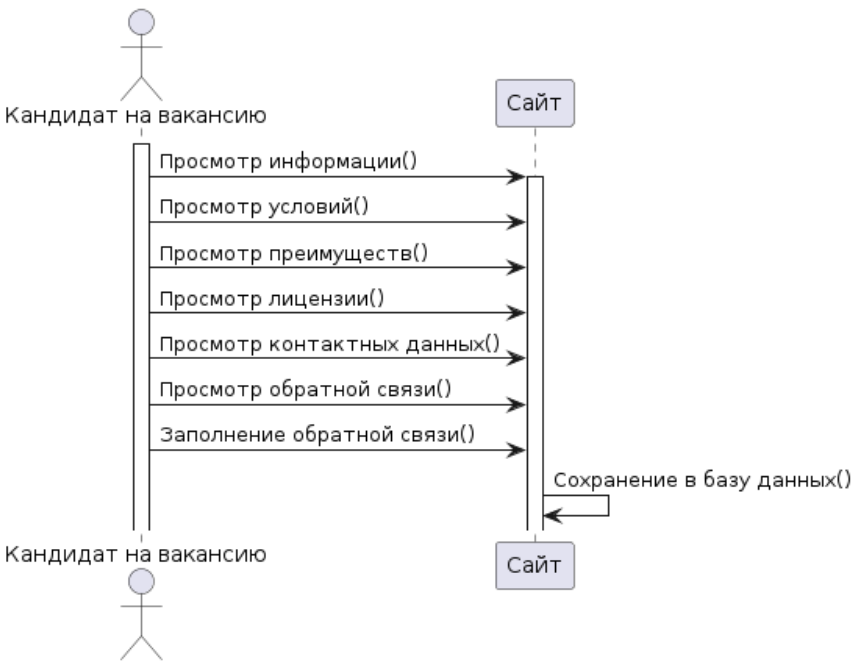 Кандидат на вакансию
Сайт
Просмотр информации()
Просмотр условий()
Просмотр преимуществ()
Просмотр лицензии()
Просмотр контактных данных()
Просмотр обратной связи()
Заполнение обратной связи()
Сохранение в базу данных()
Кандидат на вакансию
Сайт